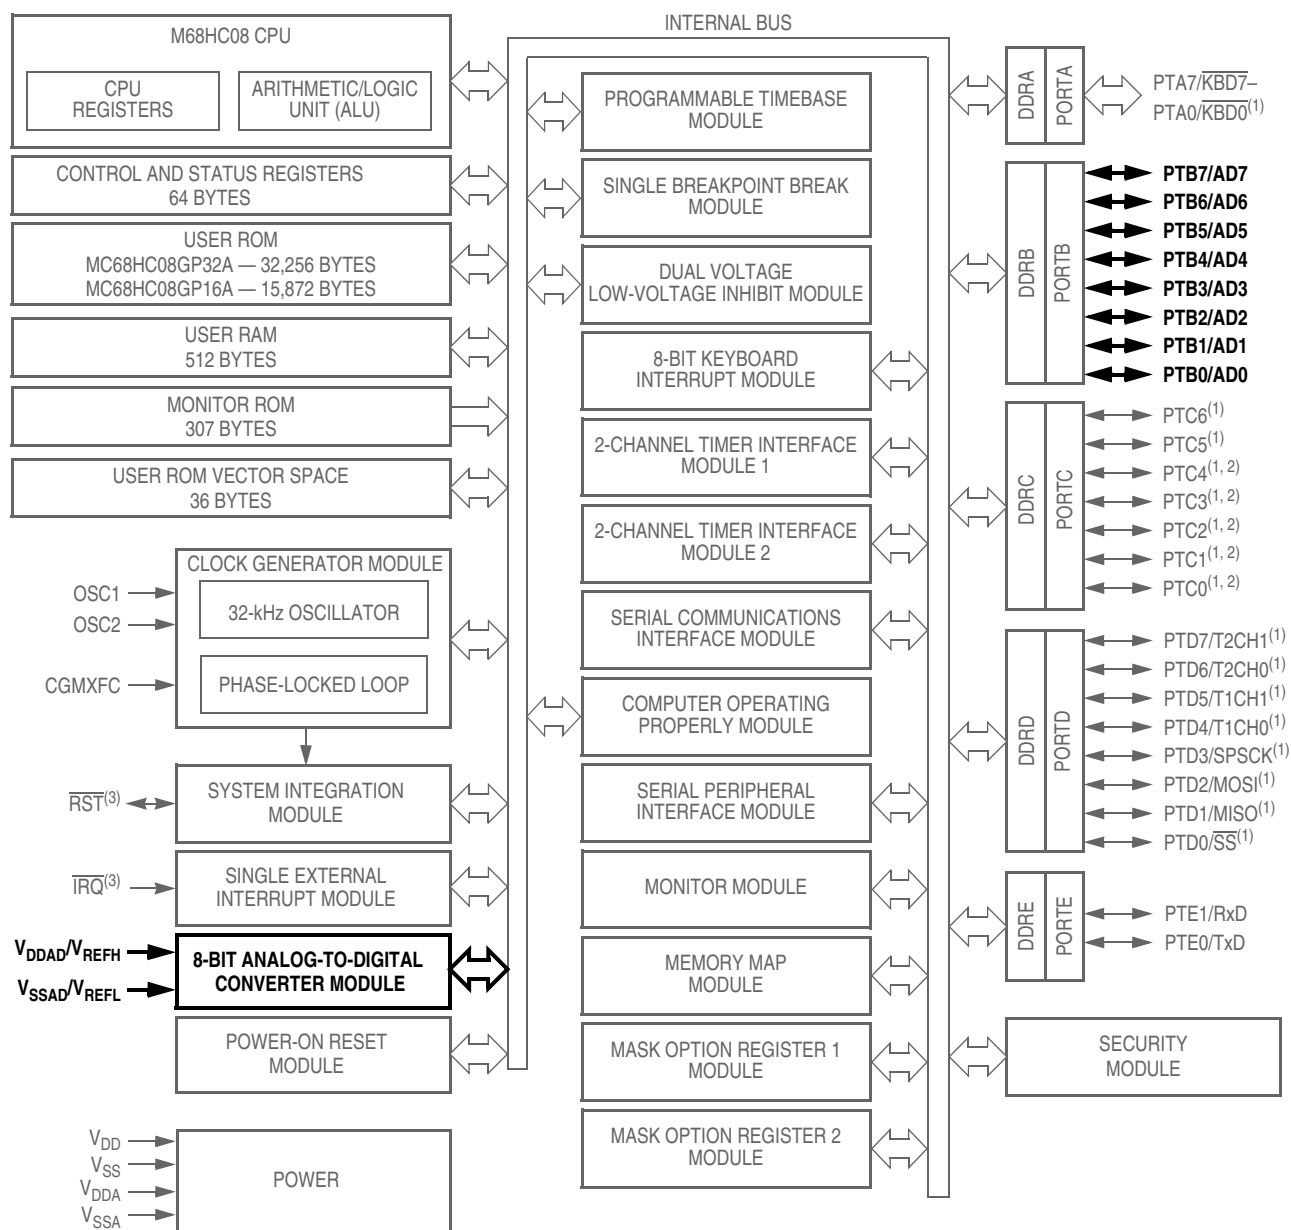 INTERNAL BUS
M68HC08 CPU
CPU
REGISTERS
ARITHMETIC/LOGIC
UNIT (ALU)
CONTROL AND STATUS REGISTERS
64 BYTES
USER ROM
MC68HC08GP32A — 32,256 BYTES
MC68HC08GP16A — 15,872 BYTES
USER RAM
512 BYTES
MONITOR ROM
307 BYTES
USER ROM VECTOR SPACE
36 BYTES
CLOCK GENERATOR MODULE
32-kHz OSCILLATOR
PHASE-LOCKED LOOP
OSC1
OSC2
CGMXFC
SYSTEM INTEGRATION
MODULE
R̅S̅T̅(3)
SINGLE EXTERNAL
INTERRUPT MODULE
I̅R̅Q̅(3)
8-BIT ANALOG-TO-DIGITAL
CONVERTER MODULE
VDDAD/VREFH
VSSAD/VREFL
POWER-ON RESET
MODULE
VDD
VSS
VDDA
VSSA
POWER
PROGRAMMABLE TIMEBASE
MODULE
SINGLE BREAKPOINT BREAK
MODULE
DUAL VOLTAGE
LOW-VOLTAGE INHIBIT MODULE
8-BIT KEYBOARD
INTERRUPT MODULE
2-CHANNEL TIMER INTERFACE
MODULE 1
2-CHANNEL TIMER INTERFACE
MODULE 2
SERIAL COMMUNICATIONS
INTERFACE MODULE
COMPUTER OPERATING
PROPERLY MODULE
SERIAL PERIPHERAL
INTERFACE MODULE
MONITOR MODULE
MEMORY MAP
MODULE
MASK OPTION REGISTER 1
MODULE
MASK OPTION REGISTER 2
MODULE
DDRA
PORTA
PTA7/K̅B̅D̅7̅–
PTA0/K̅B̅D̅0̅(1)
DDRB
PORTB
PTB7/AD7
PTB6/AD6
PTB5/AD5
PTB4/AD4
PTB3/AD3
PTB2/AD2
PTB1/AD1
PTB0/AD0
DDRC
PORTC
PTC6(1)
PTC5(1)
PTC4(1, 2)
PTC3(1, 2)
PTC2(1, 2)
PTC1(1, 2)
PTC0(1, 2)
DDRD
PORTD
PTD7/T2CH1(1)
PTD6/T2CH0(1)
PTD5/T1CH1(1)
PTD4/T1CH0(1)
PTD3/SPSCK(1)
PTD2/MOSI(1)
PTD1/MISO(1)
PTD0/S̅S̅(1)
DDRE
PORTE
PTE1/RxD
PTE0/TxD
SECURITY
MODULE